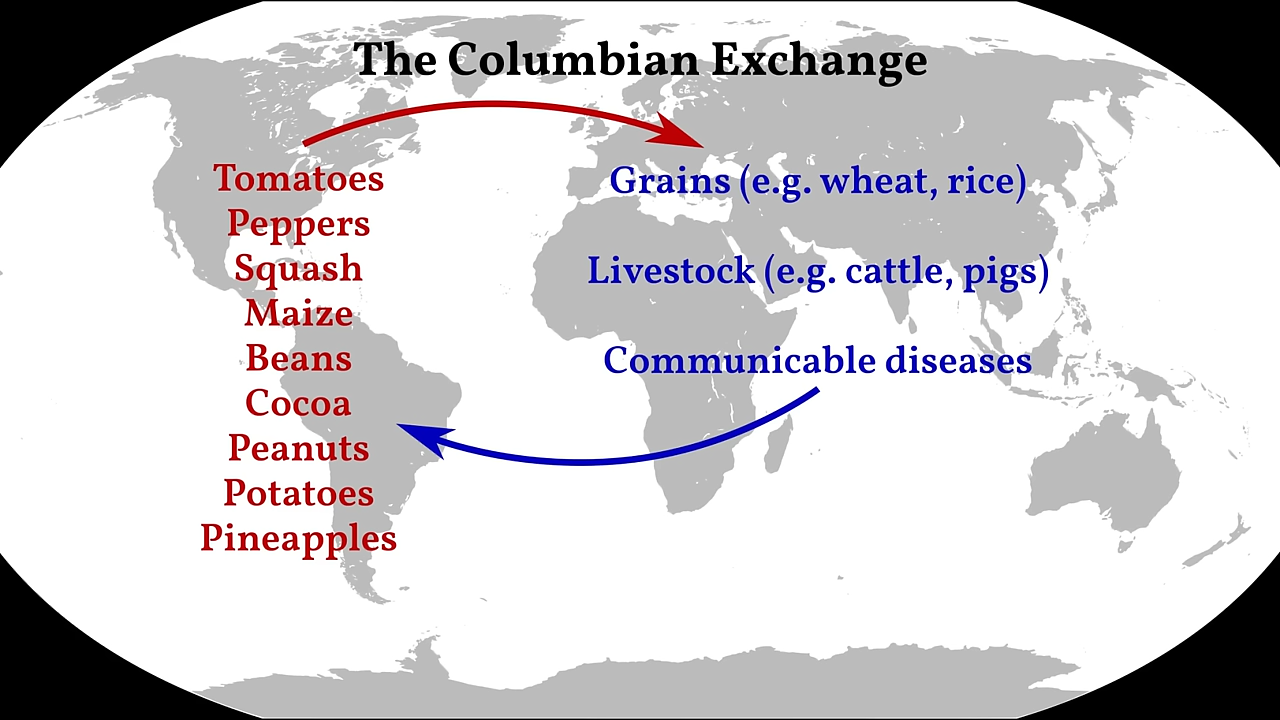 The Columbian Exchange
Tomatoes
Peppers
Squash
Maize
Beans
Cocoa
Peanuts
Potatoes
Pineapples
Grains (e.g. wheat, rice)
Livestock (e.g. cattle, pigs)
Communicable diseases